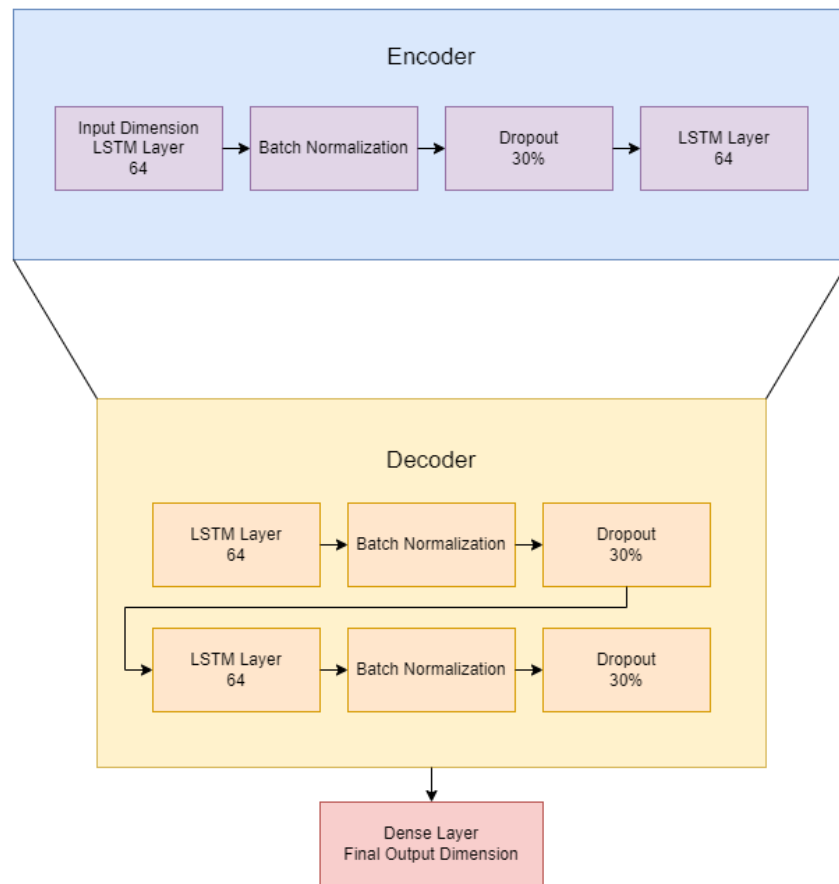 Encoder
Input Dimension
LSTM Layer
64
Batch Normalization
Dropout
30%
LSTM Layer
64
Decoder
LSTM Layer
64
Batch Normalization
Dropout
30%
LSTM Layer
64
Batch Normalization
Dropout
30%
Dense Layer
Final Output Dimension